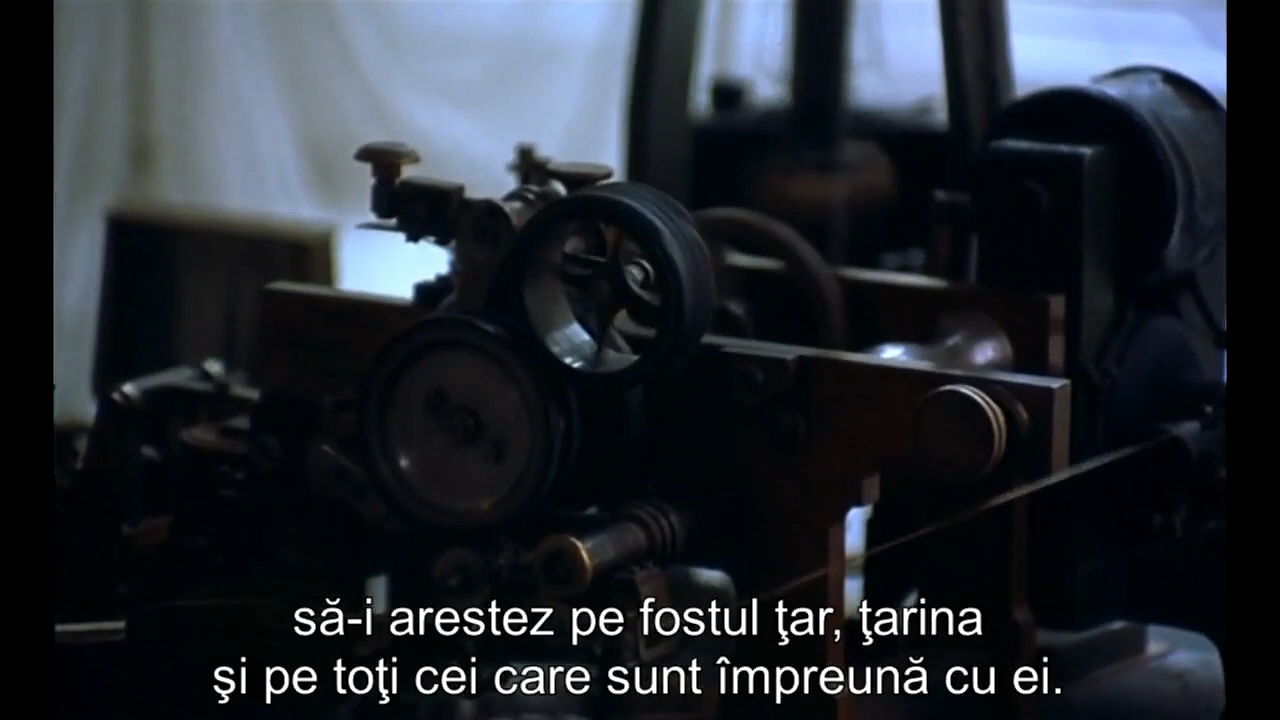 să-i arestez pe fostul ţar, ţarina
şi pe toţi cei care sunt împreună cu ei.